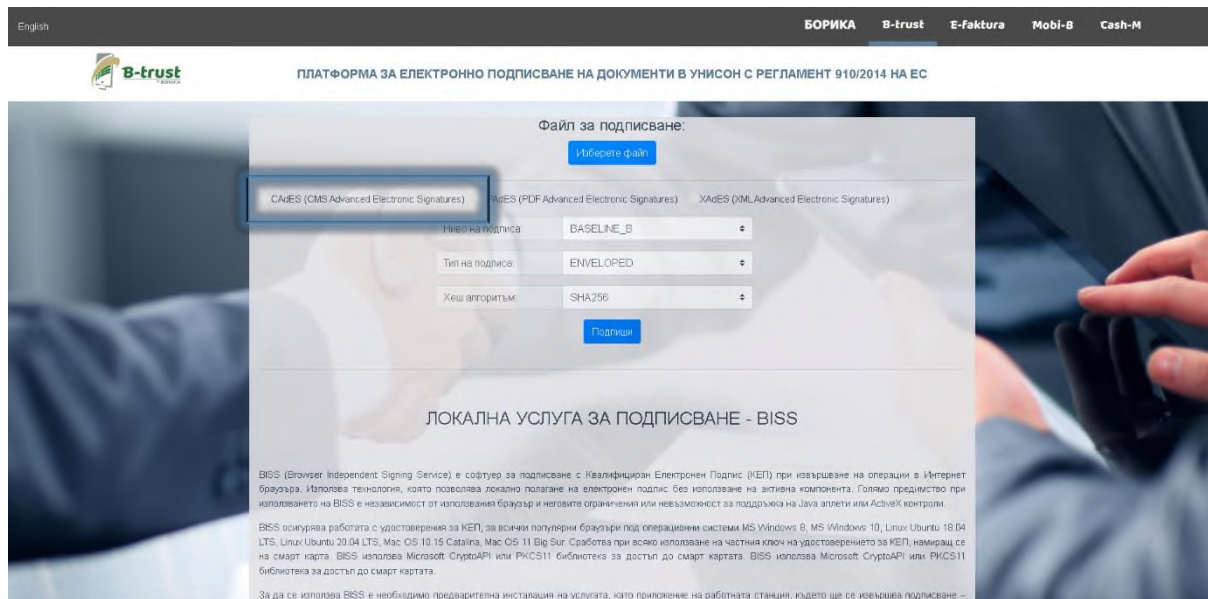 English
БОРИКА B-trust E-faktura Mobi-B Cash-M
B-trust
BORICA
ПЛАТФОРМА ЗА ЕЛЕКТРОННО ПОДПИСВАНЕ НА ДОКУМЕНТИ В УНИСОН С РЕГЛАМЕНТ 910/2014 НА ЕС
Файл за подписване:
Изберете файл
CAdES (CMS Advanced Electronic Signatures) AdES (PDF Advanced Electronic Signatures) XAdES (XML Advanced Electronic Signatures)
Ниво на подписа: BASELINE_B
Тип на подписа: ENVELOPED
Хеш алгоритъм: SHA256
Подпиши
ЛОКАЛНА УСЛУГА ЗА ПОДПИСВАНЕ - BISS
BISS (Browser Independent Signing Service) е софтуер за подписване с Квалифициран Електронен Подпис (КЕП) при извършване на операции в Интернет
браузъра. Използва технология, която позволява локално полагане на електронен подпис без използване на активна компонента. Голямо предимство при
използването на BISS е независимост от използвания браузър и неговите ограничения или невъзможност за поддръжка на Java аплети или ActiveX контроли.
BISS осигурява работата с удостоверения за КЕП, за всички популярни браузъри под операционни системи MS Windows 8, MS Windows 10, Linux Ubuntu 18.04
LTS, Linux Ubuntu 20.04 LTS, Mac OS 10.15 Catalina, Mac OS 11 Big Sur. Сработва при всяко използване на частния ключ на удостоверението за КЕП, намиращ се
на смарт карта. BISS използва Microsoft CryptoAPI или PKCS11 библиотека за достъп до смарт картата. BISS използва Microsoft CryptoAPI или PKCS11
библиотека за достъп до смарт картата.
За да се използва BISS е необходимо предварителна инсталация на услугата, като приложение на работната станция, където ще се извършва подписване –